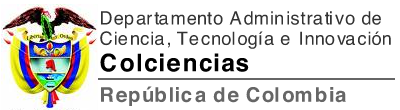 Departamento Administrativo de
Ciencia, Tecnología e Innovación
Colciencias
República de Colombia